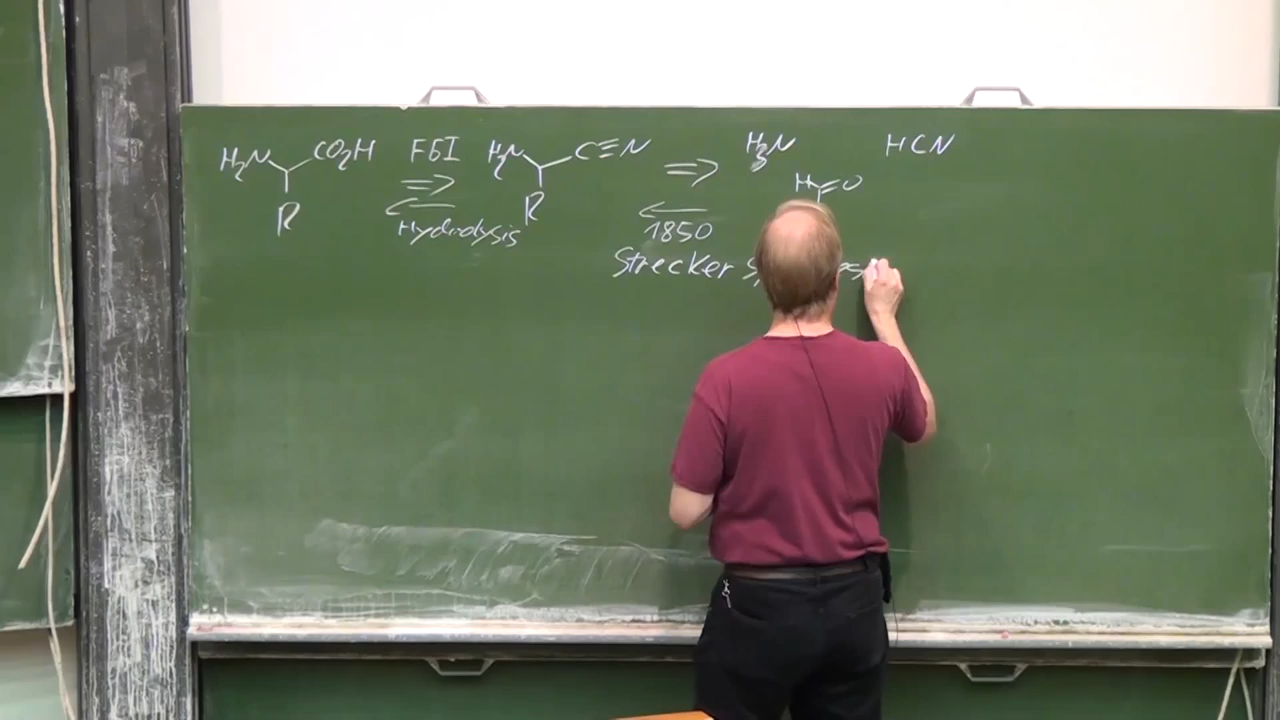 H2N CO2H FGI H2N C≡N ⇒ H3N HCN
⇒ H O
R Hydrolysis R 1850
Strecker